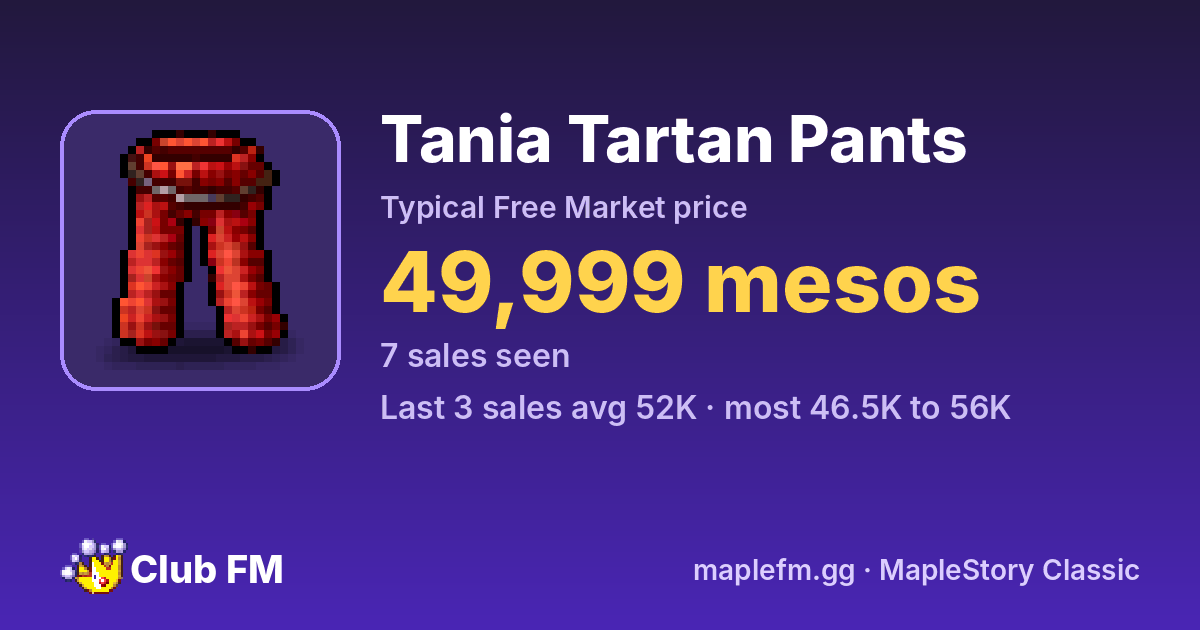 Tania Tartan Pants
Typical Free Market price
49,999 mesos
7 sales seen
Last 3 sales avg 52K · most 46.5K to 56K
Club FM
maplefm.gg · MapleStory Classic